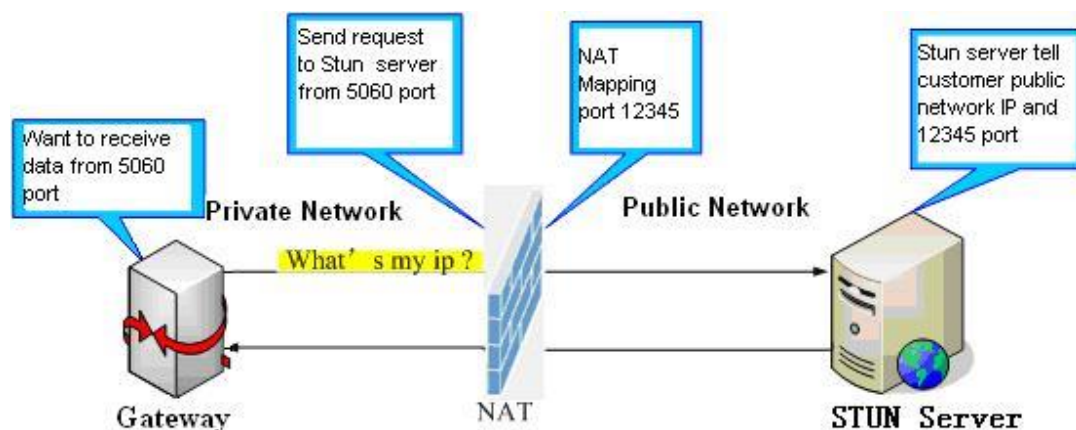 Send request
to Stun server
from 5060 port
NAT
Mapping
port 12345
Stun server tell
customer public
network IP and
12345 port
Want to receive
data from 5060
port
Private Network
Public Network
What's my ip ?
Gateway
NAT
STUN Server